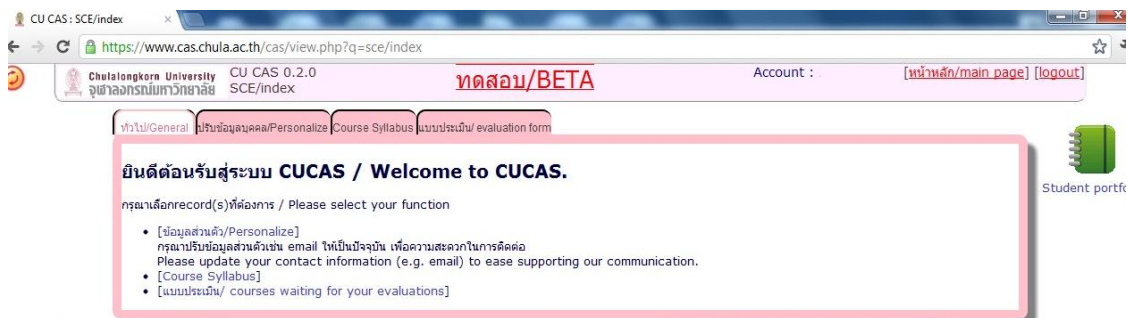 CU CAS : SCE/index
https://www.cas.chula.ac.th/cas/view.php?q=sce/index
Chulalongkorn University
จุฬาลงกรณ์มหาวิทยาลัย
CU CAS 0.2.0
SCE/index
ทดสอบ/BETA
Account :
[หน้าหลัก/main page] [logout]
ทั่วไป/General ปรับข้อมูลบุคคล/Personalize Course Syllabus แบบประเมิน/ evaluation form
ยินดีต้อนรับสู่ระบบ CUCAS / Welcome to CUCAS.
Student portfo
กรุณาเลือกrecord(s)ที่ต้องการ / Please select your function
• [ข้อมูลส่วนตัว/Personalize]
กรุณาปรับข้อมูลส่วนตัวเช่น email ให้เป็นปัจจุบัน เพื่อความสะดวกในการติดต่อ
Please update your contact information (e.g. email) to ease supporting our communication.
• [Course Syllabus]
• [แบบประเมิน/ courses waiting for your evaluations]